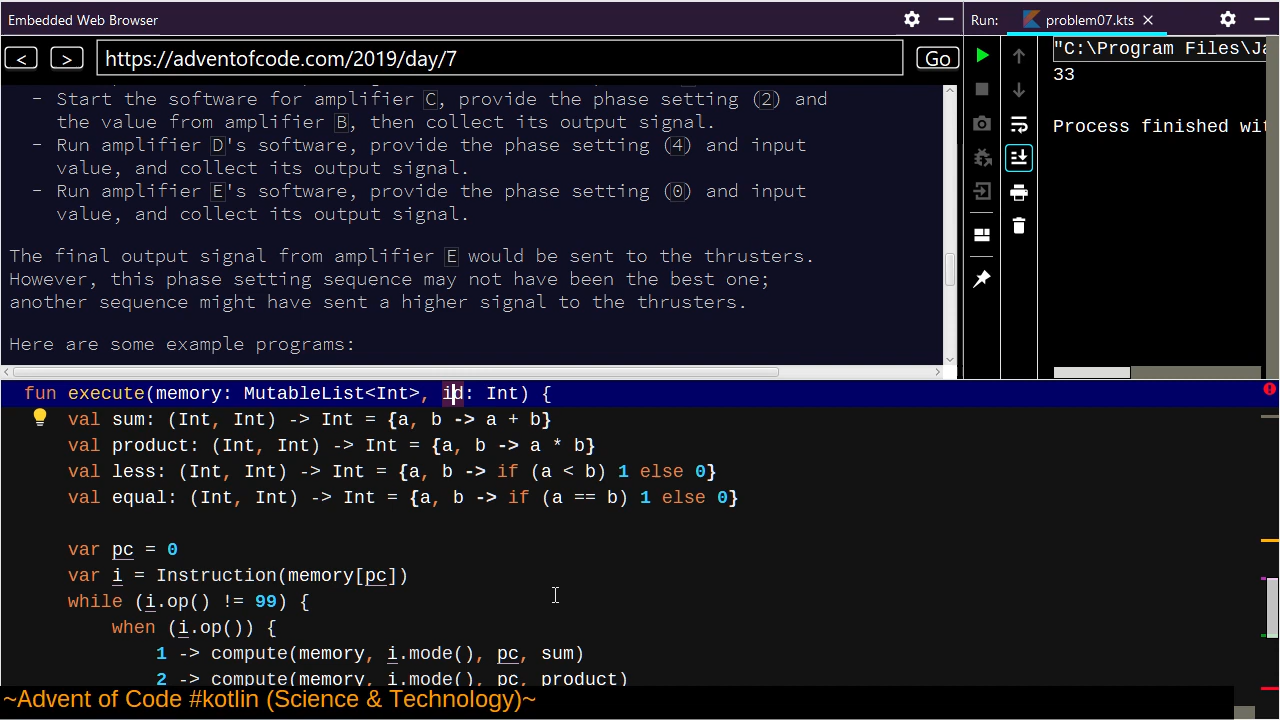 Embedded Web Browser
Run: problem07.kts
< > https://adventofcode.com/2019/day/7 Go
- Start the software for amplifier C, provide the phase setting (2) and
the value from amplifier B, then collect its output signal.
- Run amplifier D's software, provide the phase setting (4) and input
value, and collect its output signal.
- Run amplifier E's software, provide the phase setting (0) and input
value, and collect its output signal.
The final output signal from amplifier E would be sent to the thrusters.
However, this phase setting sequence may not have been the best one;
another sequence might have sent a higher signal to the thrusters.
Here are some example programs:
"C:\Program Files\Ja
33
Process finished wit
fun execute(memory: MutableList<Int>, id: Int) {
val sum: (Int, Int) -> Int = {a, b -> a + b}
val product: (Int, Int) -> Int = {a, b -> a * b}
val less: (Int, Int) -> Int = {a, b -> if (a < b) 1 else 0}
val equal: (Int, Int) -> Int = {a, b -> if (a == b) 1 else 0}
var pc = 0
var i = Instruction(memory[pc])
while (i.op() != 99) {
when (i.op()) {
1 -> compute(memory, i.mode(), pc, sum)
2 -> compute(memory, i.mode(), pc, product)
~Advent of Code #kotlin (Science & Technology)~